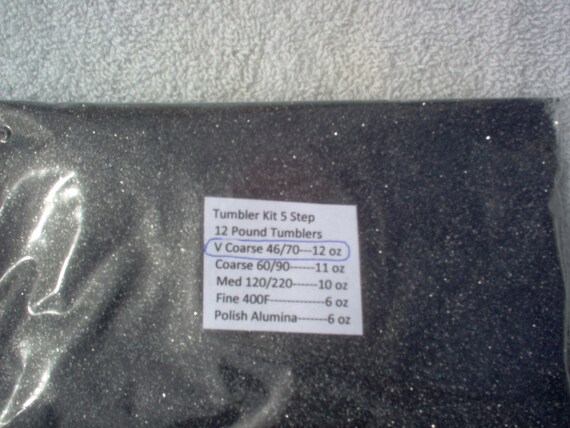 Tumbler Kit 5 Step
12 Pound Tumblers
V Coarse 46/70---12 oz
Coarse 60/90------11 oz
Med 120/220------10 oz
Fine 400F--------------6 oz
Polish Alumina-------6 oz